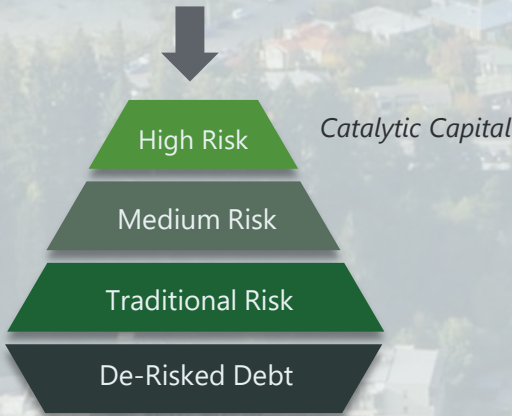 High Risk
Catalytic Capital
Medium Risk
Traditional Risk
De-Risked Debt